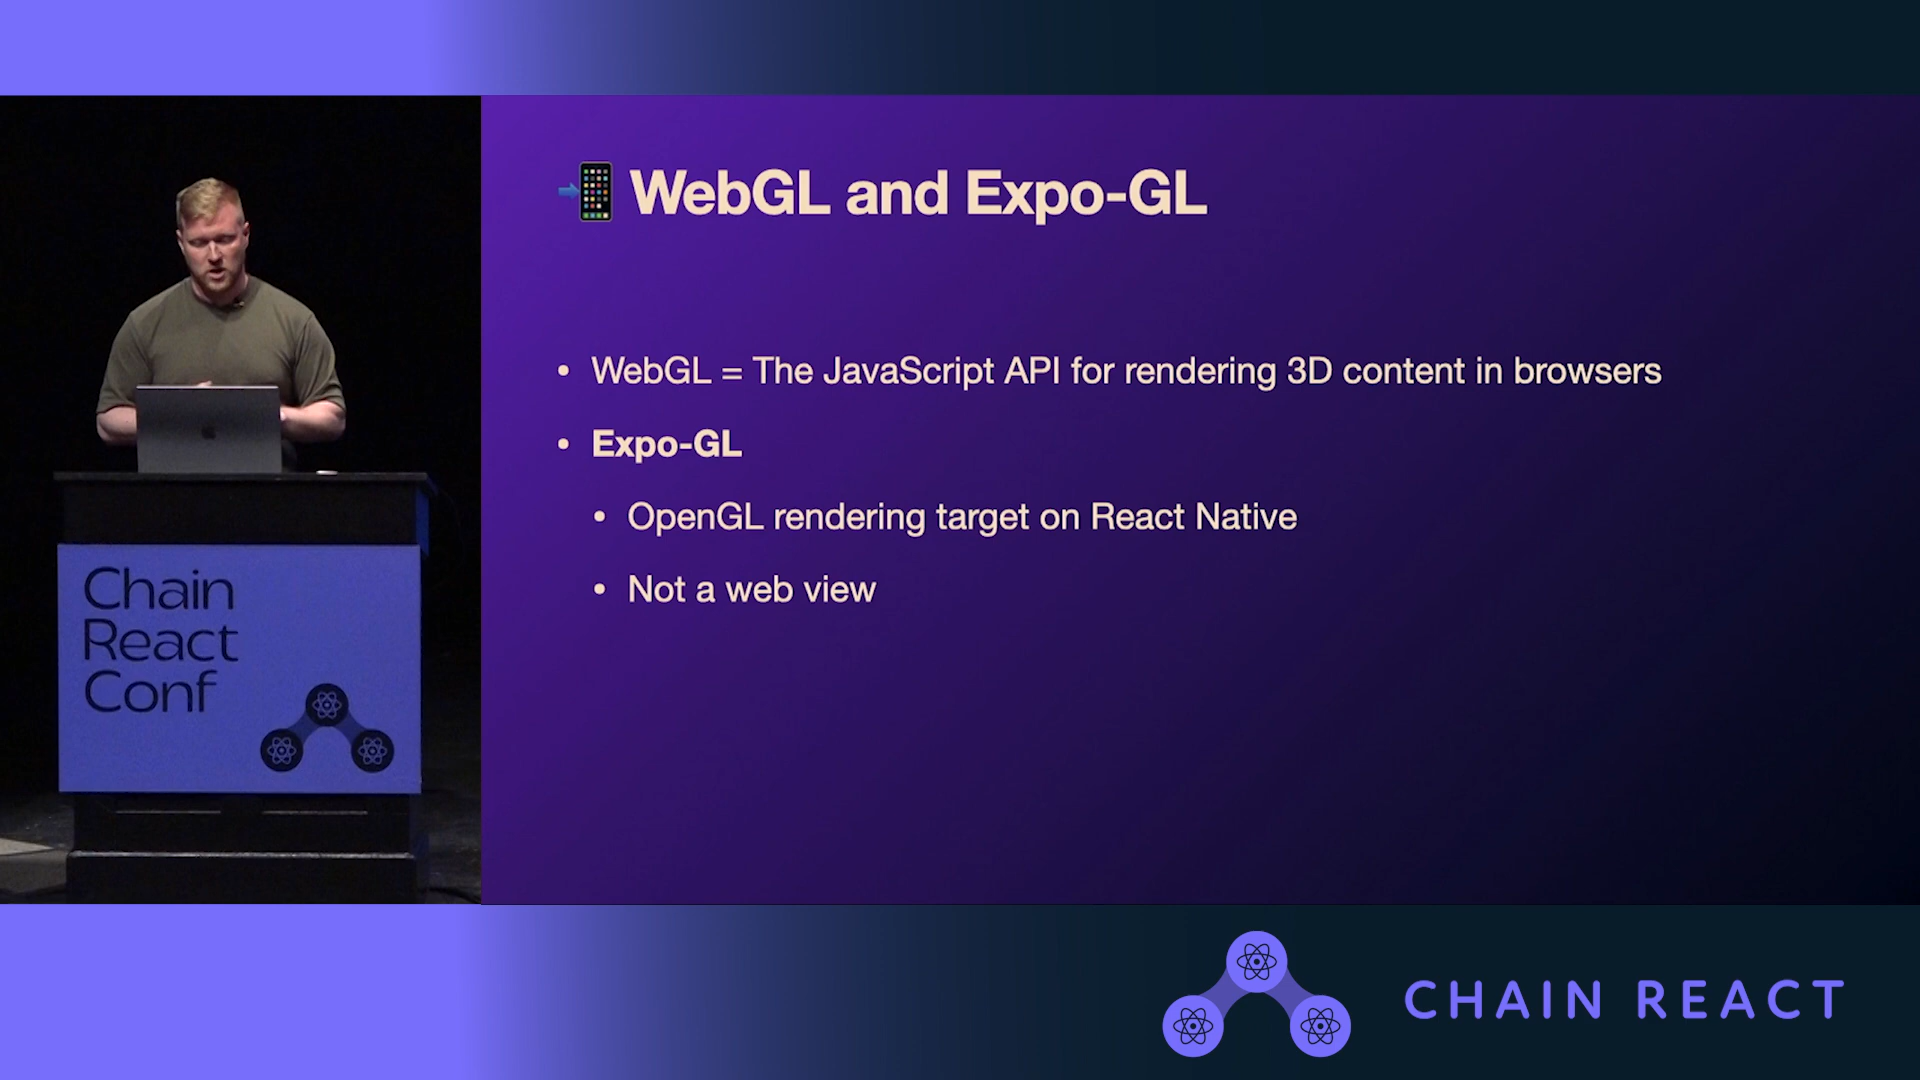 📲 WebGL and Expo-GL
• WebGL = The JavaScript API for rendering 3D content in browsers
• Expo-GL
• OpenGL rendering target on React Native
• Not a web view
Chain
React
Conf
CHAIN REACT